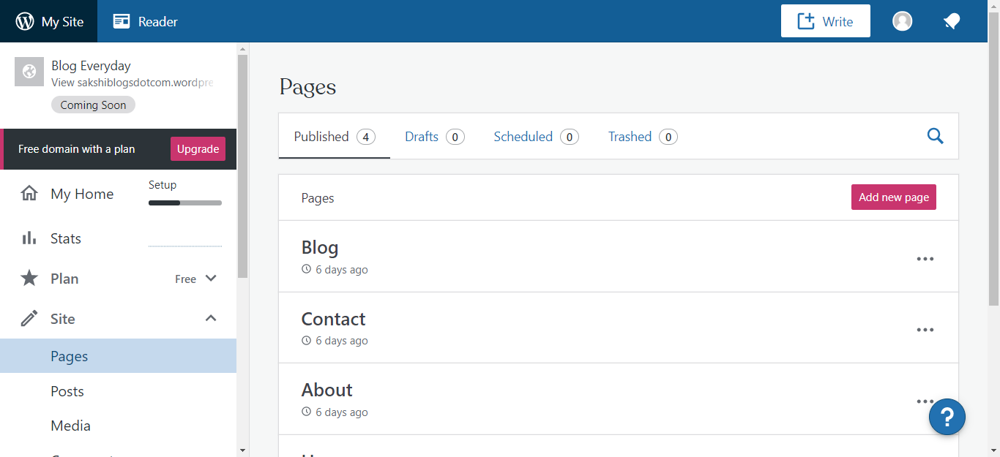 My Site
Reader
Write
Blog Everyday
View sakshiblogsdotcom.wordpre
Coming Soon
Free domain with a plan
Upgrade
My Home
Setup
Stats
Plan
Free
Site
Pages
Posts
Media
Pages
Published 4
Drafts 0
Scheduled 0
Trashed 0
Pages
Add new page
Blog
6 days ago
Contact
6 days ago
About
6 days ago
?